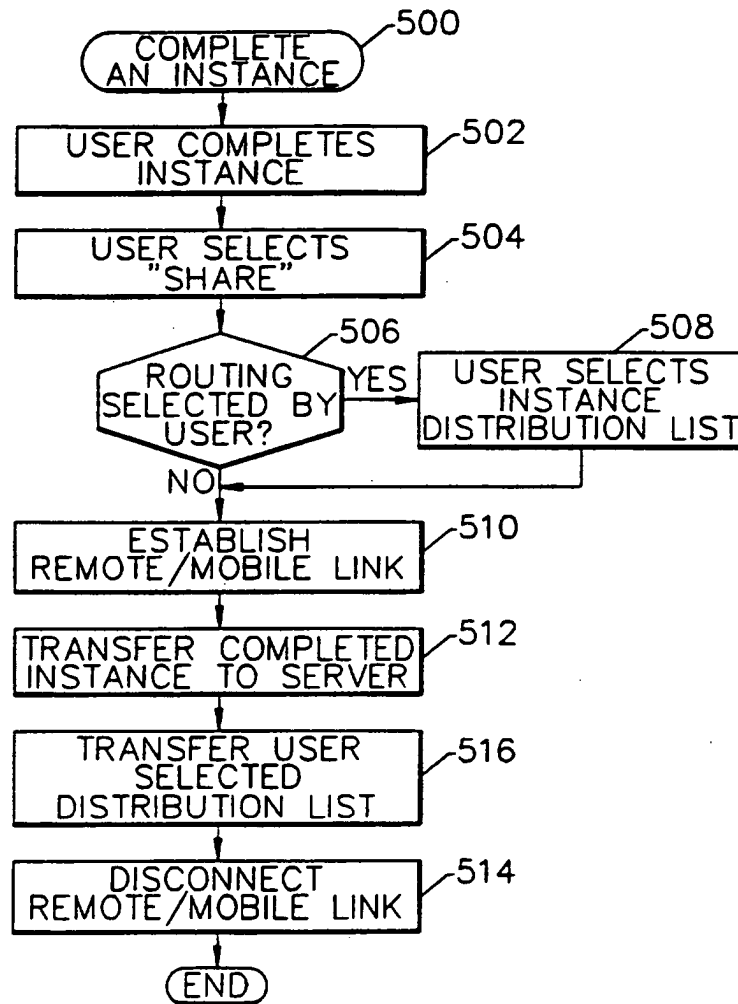 500
COMPLETE
AN INSTANCE
502
USER COMPLETES
INSTANCE
504
USER SELECTS
"SHARE"
506
ROUTING
SELECTED BY
USER?
YES
508
USER SELECTS
INSTANCE
DISTRIBUTION LIST
NO
510
ESTABLISH
REMOTE/MOBILE LINK
512
TRANSFER COMPLETED
INSTANCE TO SERVER
516
TRANSFER USER
SELECTED
DISTRIBUTION LIST
514
DISCONNECT
REMOTE/MOBILE LINK
END